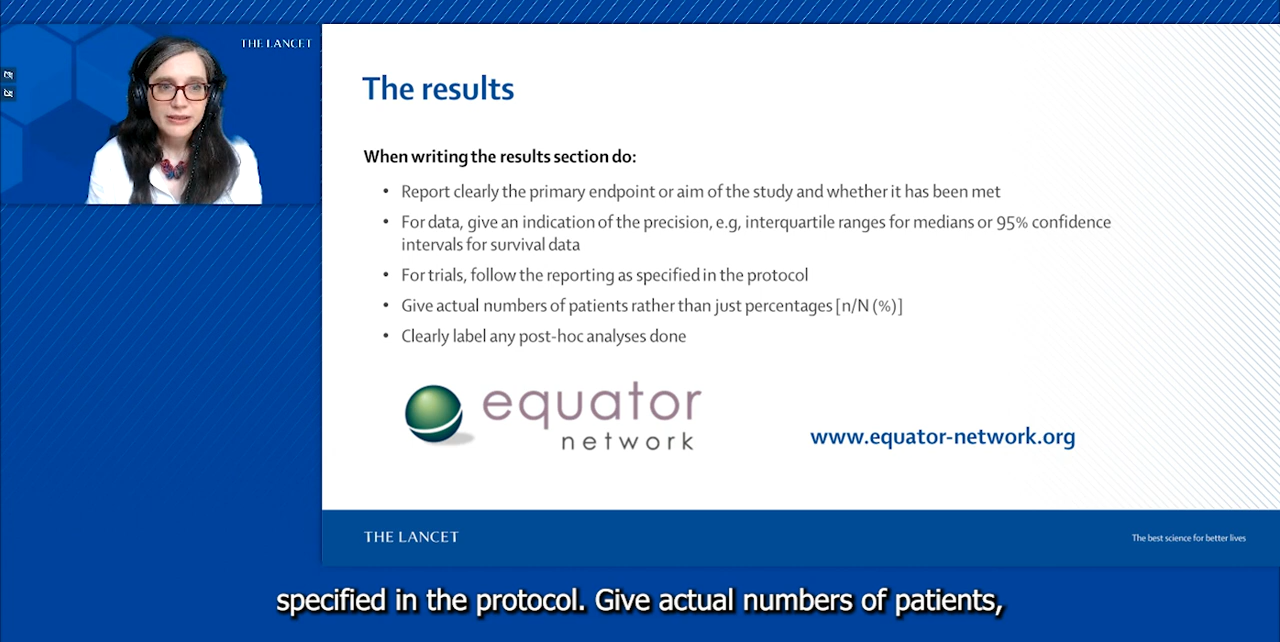 THE LANCET
The results
When writing the results section do:
• Report clearly the primary endpoint or aim of the study and whether it has been met
• For data, give an indication of the precision, e.g, interquartile ranges for medians or 95% confidence
intervals for survival data
• For trials, follow the reporting as specified in the protocol
• Give actual numbers of patients rather than just percentages [n/N (%)]
• Clearly label any post-hoc analyses done
equator
network
www.equator-network.org
THE LANCET
The best science for better lives
specified in the protocol. Give actual numbers of patients,